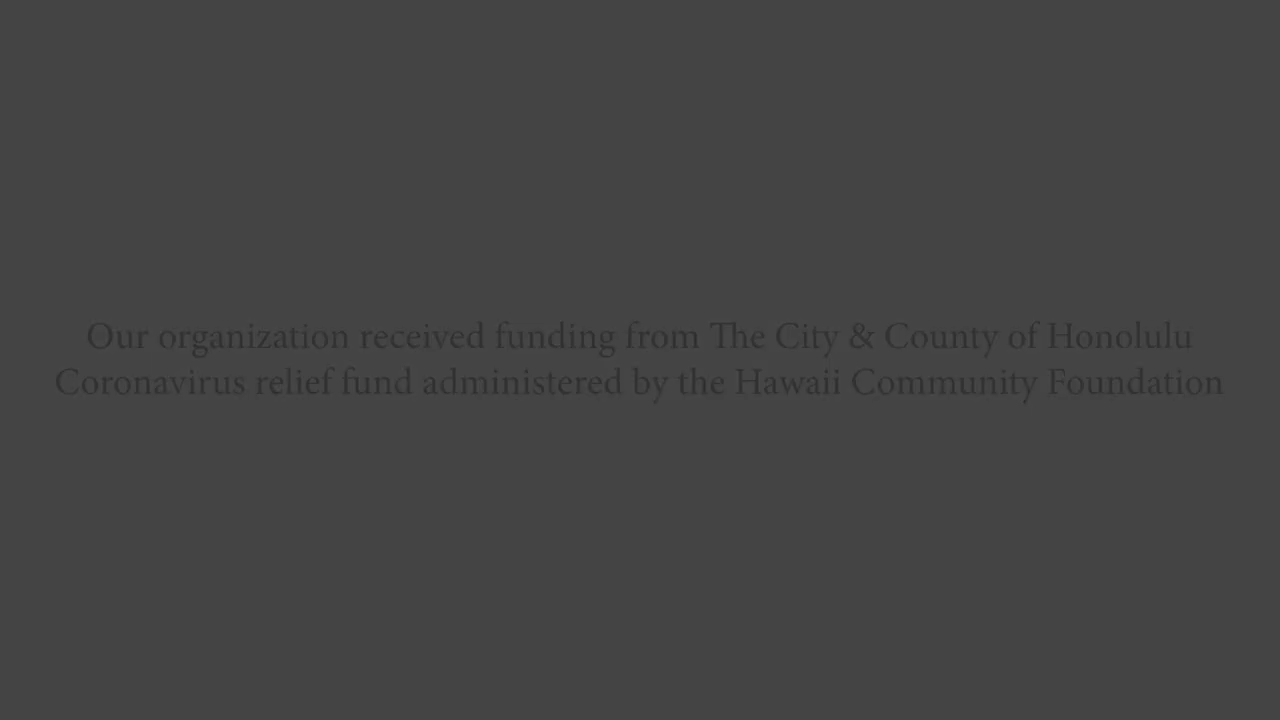 Our organization received funding from The City & County of Honolulu
Coronavirus relief fund administered by the Hawaii Community Foundation